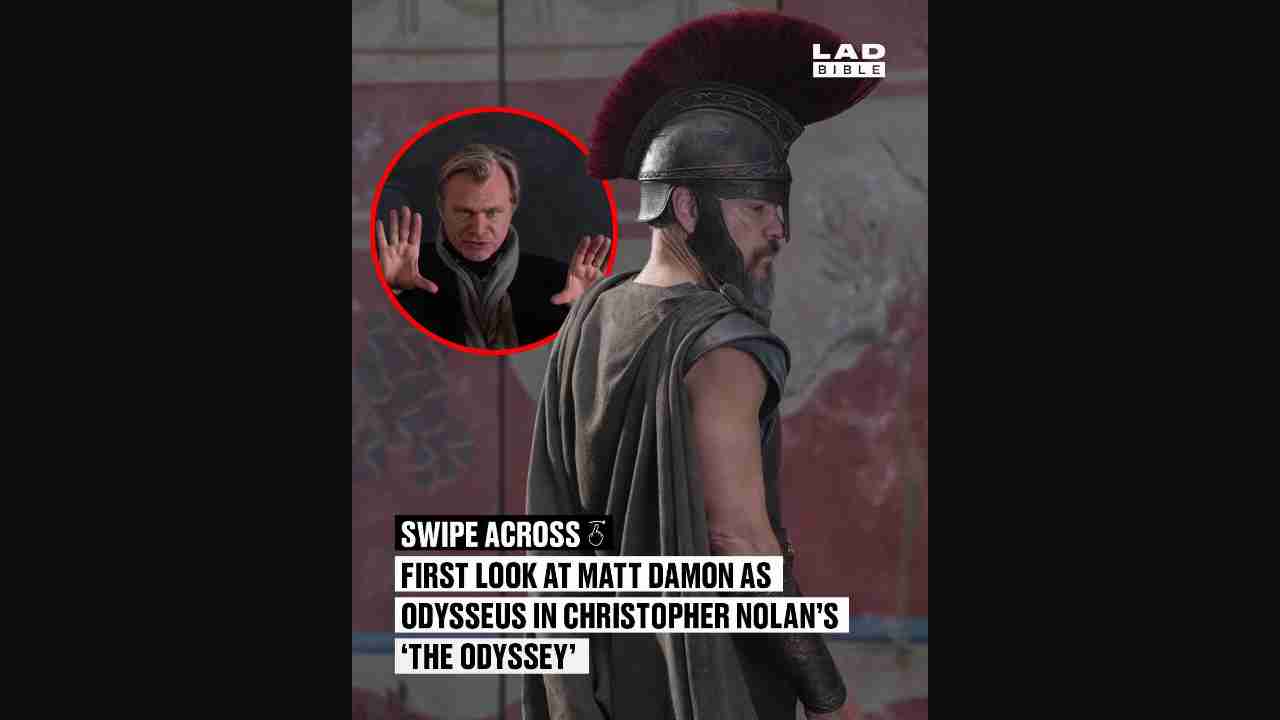 LAD
BIBLE
SWIPE ACROSS
FIRST LOOK AT MATT DAMON AS
ODYSSEUS IN CHRISTOPHER NOLAN'S
'THE ODYSSEY'